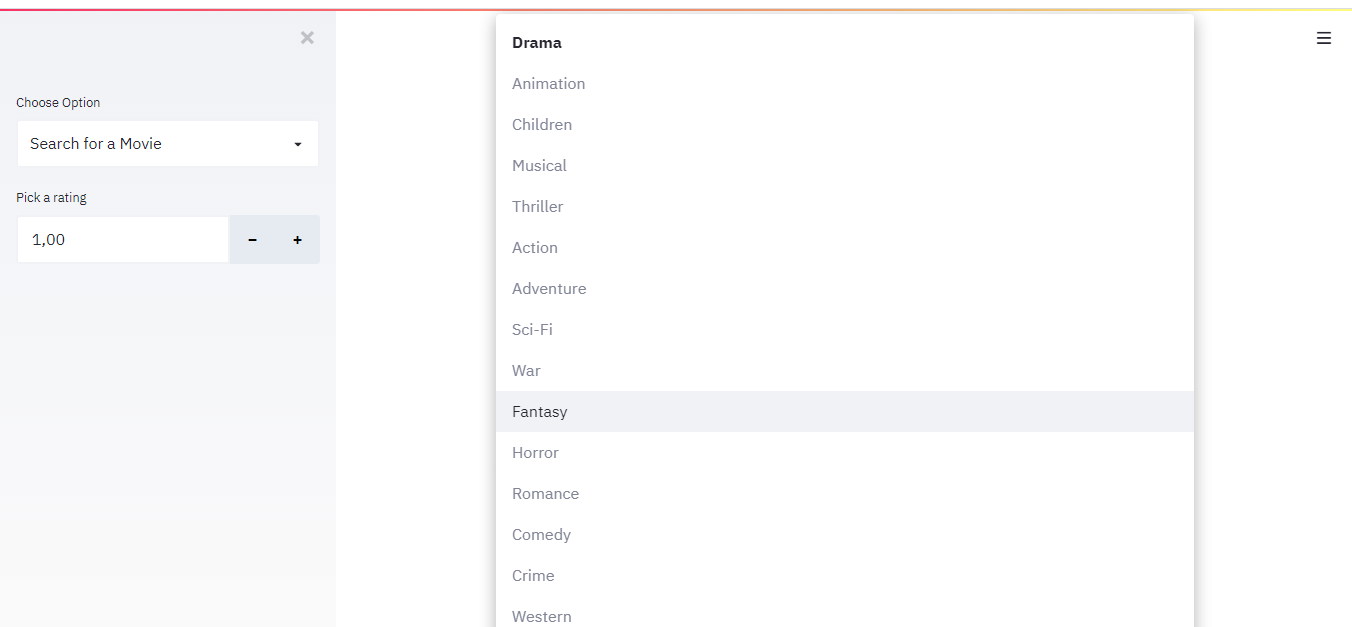 Choose Option
Search for a Movie
Pick a rating
1,00
Drama
Animation
Children
Musical
Thriller
Action
Adventure
Sci-Fi
War
Fantasy
Horror
Romance
Comedy
Crime
Western